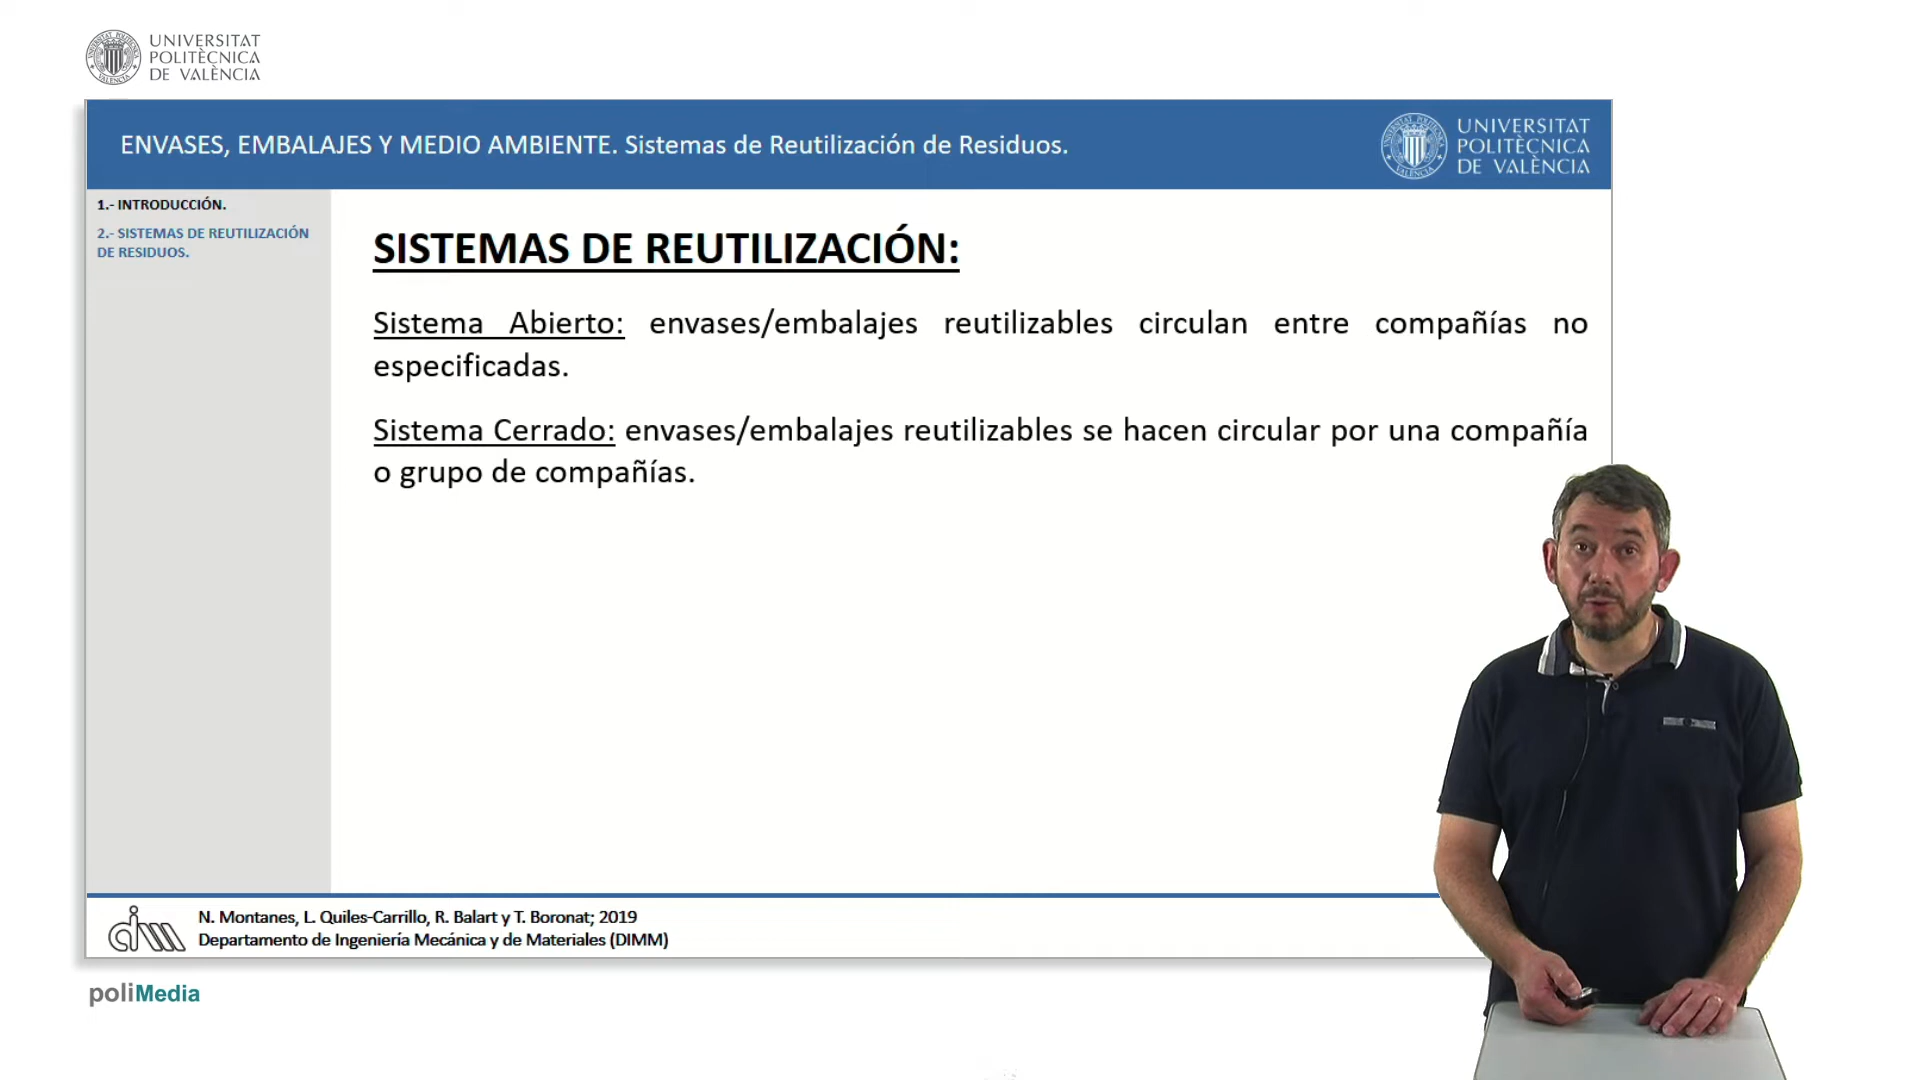 UNIVERSITAT
POLITÈCNICA
DE VALÈNCIA
ENVASES, EMBALAJES Y MEDIO AMBIENTE. Sistemas de Reutilización de Residuos.
UNIVERSITAT
POLITÈCNICA
DE VALÈNCIA
1.- INTRODUCCIÓN.
2.- SISTEMAS DE REUTILIZACIÓN
DE RESIDUOS.
SISTEMAS DE REUTILIZACIÓN:
Sistema Abierto: envases/embalajes reutilizables circulan entre compañías no
especificadas.
Sistema Cerrado: envases/embalajes reutilizables se hacen circular por una compañía
o grupo de compañías.
dim
N. Montanes, L. Quiles-Carrillo, R. Balart y T. Boronat; 2019
Departamento de Ingeniería Mecánica y de Materiales (DIMM)
poliMedia